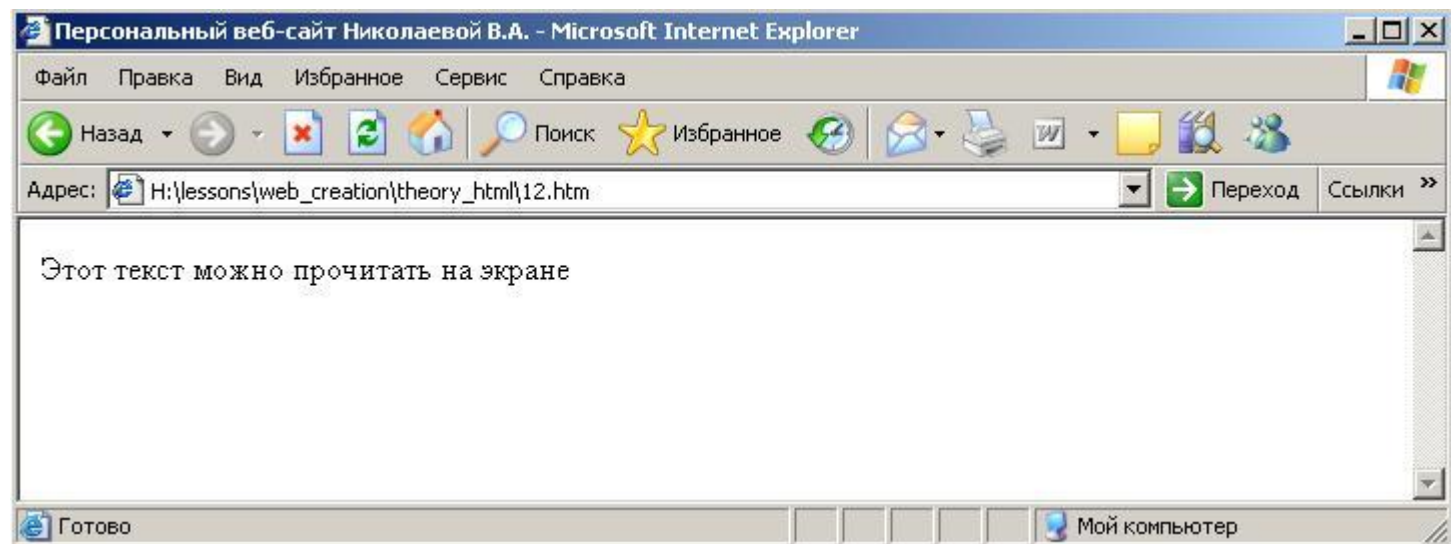 Персональный веб-сайт Николаевой В.А. - Microsoft Internet Explorer
Файл Правка Вид Избранное Сервис Справка
Назад Поиск Избранное W
Адрес: H:\lessons\web_creation\theory_html\12.htm Переход Ссылки »
Этот текст можно прочитать на экране
Готово Мой компьютер